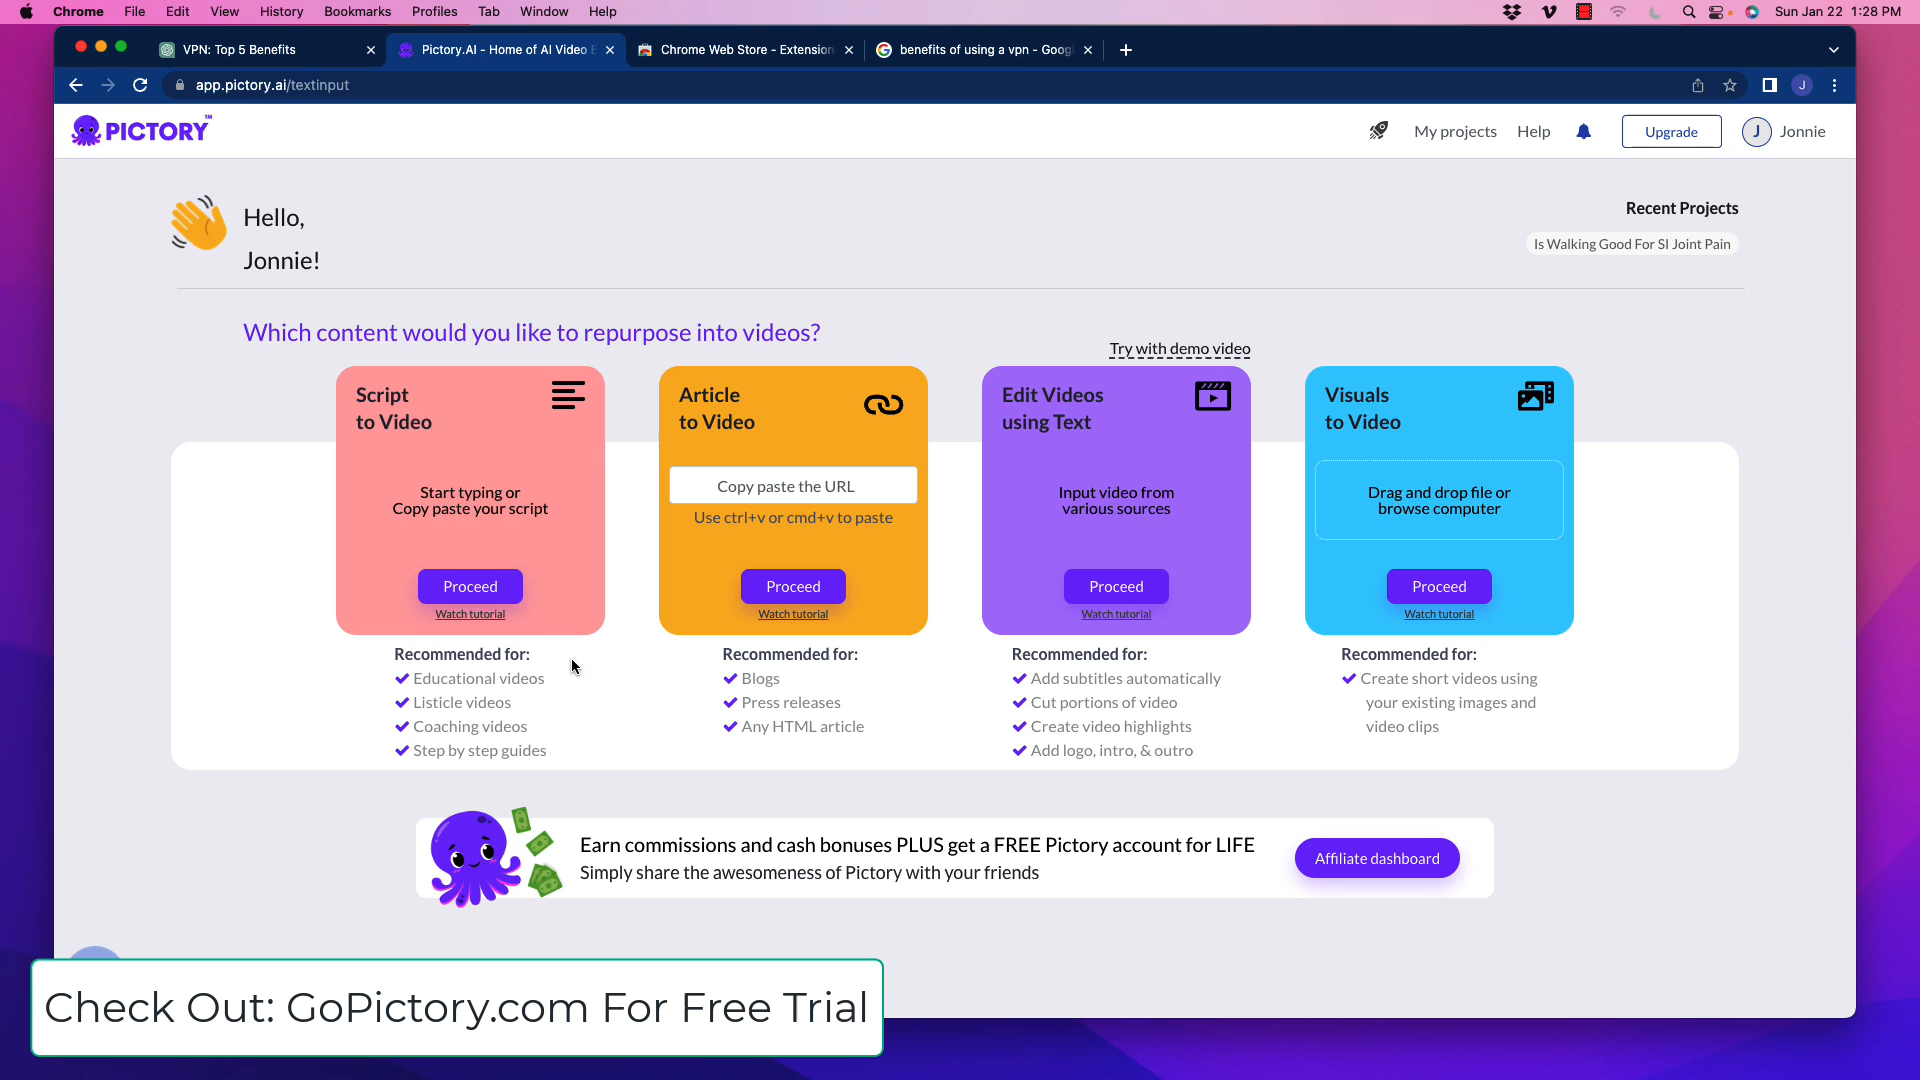 Chrome File Edit View History Bookmarks Profiles Tab Window Help Sun Jan 22 1:28 PM
VPN: Top 5 Benefits Pictory.AI - Home of AI Video E Chrome Web Store - Extension benefits of using a vpn - Goog
app.pictory.ai/textinput J
PICTORY™ My projects Help Upgrade J Jonnie
Hello,
Jonnie!
Recent Projects
Is Walking Good For SI Joint Pain
Which content would you like to repurpose into videos?
Try with demo video
Script
to Video
Start typing or
Copy paste your script
Proceed
Watch tutorial
Recommended for:
Educational videos
Listicle videos
Coaching videos
Step by step guides
Article
to Video
Copy paste the URL
Use ctrl+v or cmd+v to paste
Proceed
Watch tutorial
Recommended for:
Blogs
Press releases
Any HTML article
Edit Videos
using Text
Input video from
various sources
Proceed
Watch tutorial
Recommended for:
Add subtitles automatically
Cut portions of video
Create video highlights
Add logo, intro, & outro
Visuals
to Video
Drag and drop file or
browse computer
Proceed
Watch tutorial
Recommended for:
Create short videos using
your existing images and
video clips
Earn commissions and cash bonuses PLUS get a FREE Pictory account for LIFE
Simply share the awesomeness of Pictory with your friends
Affiliate dashboard
Check Out: GoPictory.com For Free Trial